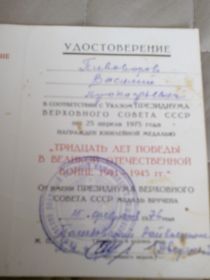 УДОСТОВЕРЕНИЕ
Пивоваров
Василий
В СООТВЕТСТВИИ С УКАЗОМ ПРЕЗИДИУМА
ВЕРХОВНОГО СОВЕТА СССР
от 25 апреля 1975 года
НАГРАЖДЕН ЮБИЛЕЙНОЙ МЕДАЛЬЮ
"ТРИДЦАТЬ ЛЕТ ПОБЕДЫ
В ВЕЛИКОЙ ОТЕЧЕСТВЕННОЙ
ВОЙНЕ 1941-1945 гг."
От имени ПРЕЗИДИУМА ВЕРХОВНОГО
СОВЕТА СССР МЕДАЛЬ ВРУЧЕНА